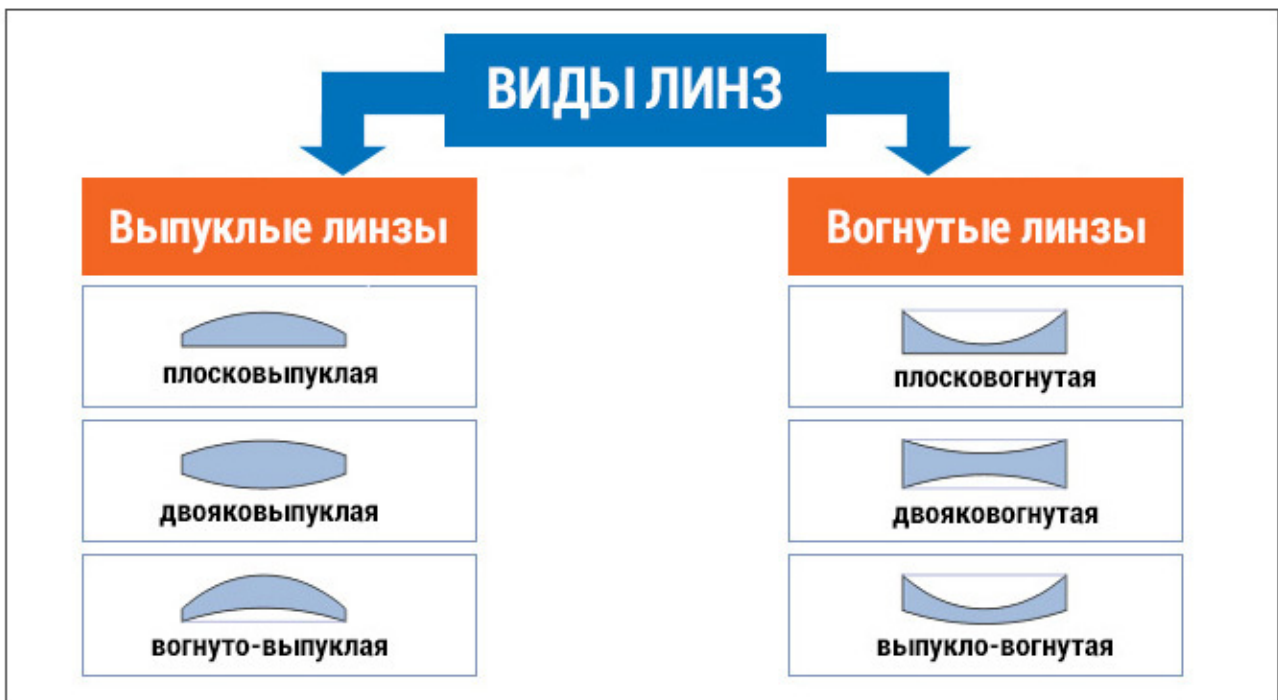 ВИДЫ ЛИНЗ
Выпуклые линзы
плосковыпуклая
двояковыпуклая
вогнуто-выпуклая
Вогнутые линзы
плосковогнутая
двояковогнутая
выпукло-вогнутая